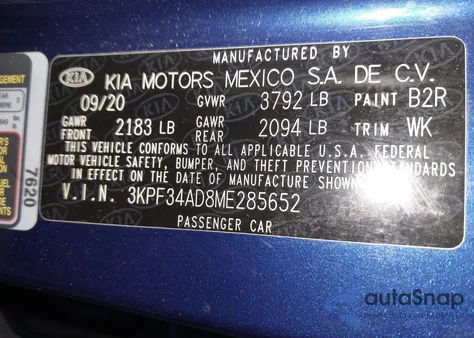 MANUFACTURED BY
KIA KIA MOTORS MEXICO S.A. DE C.V.
09/20 GVWR 3792 LB PAINT B2R
GAWR FRONT 2183 LB GAWR REAR 2094 LB TRIM WK
THIS VEHICLE CONFORMS TO ALL APPLICABLE U.S.A. FEDERAL
MOTOR VEHICLE SAFETY, BUMPER, AND THEFT PREVENTION STANDARDS
IN EFFECT ON THE DATE OF MANUFACTURE SHOWN
V.I.N. 3KPF34AD8ME285652
PASSENGER CAR
7620
autoSnap